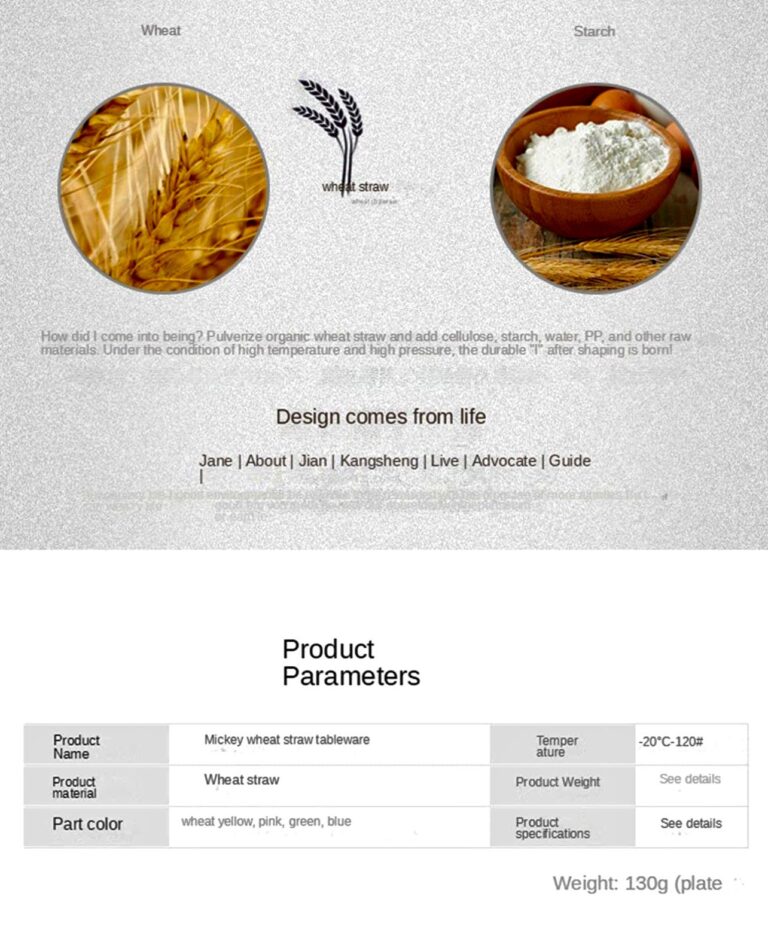 Wheat
Starch
wheat straw
How did I come into being? Pulverize organic wheat straw and add cellulose, starch, water, PP, and other raw
materials. Under the condition of high temperature and high pressure, the durable "I" after shaping is born!
Design comes from life
Jane | About | Jian | Kangsheng | Live | Advocate | Guide
|
Product
Parameters
Product
Name
Mickey wheat straw tableware
Temper
ature
-20°C-120#
Product
material
Wheat straw
Product Weight
See details
Part color
wheat yellow, pink, green, blue
Product
specifications
See details
Weight: 130g (plate